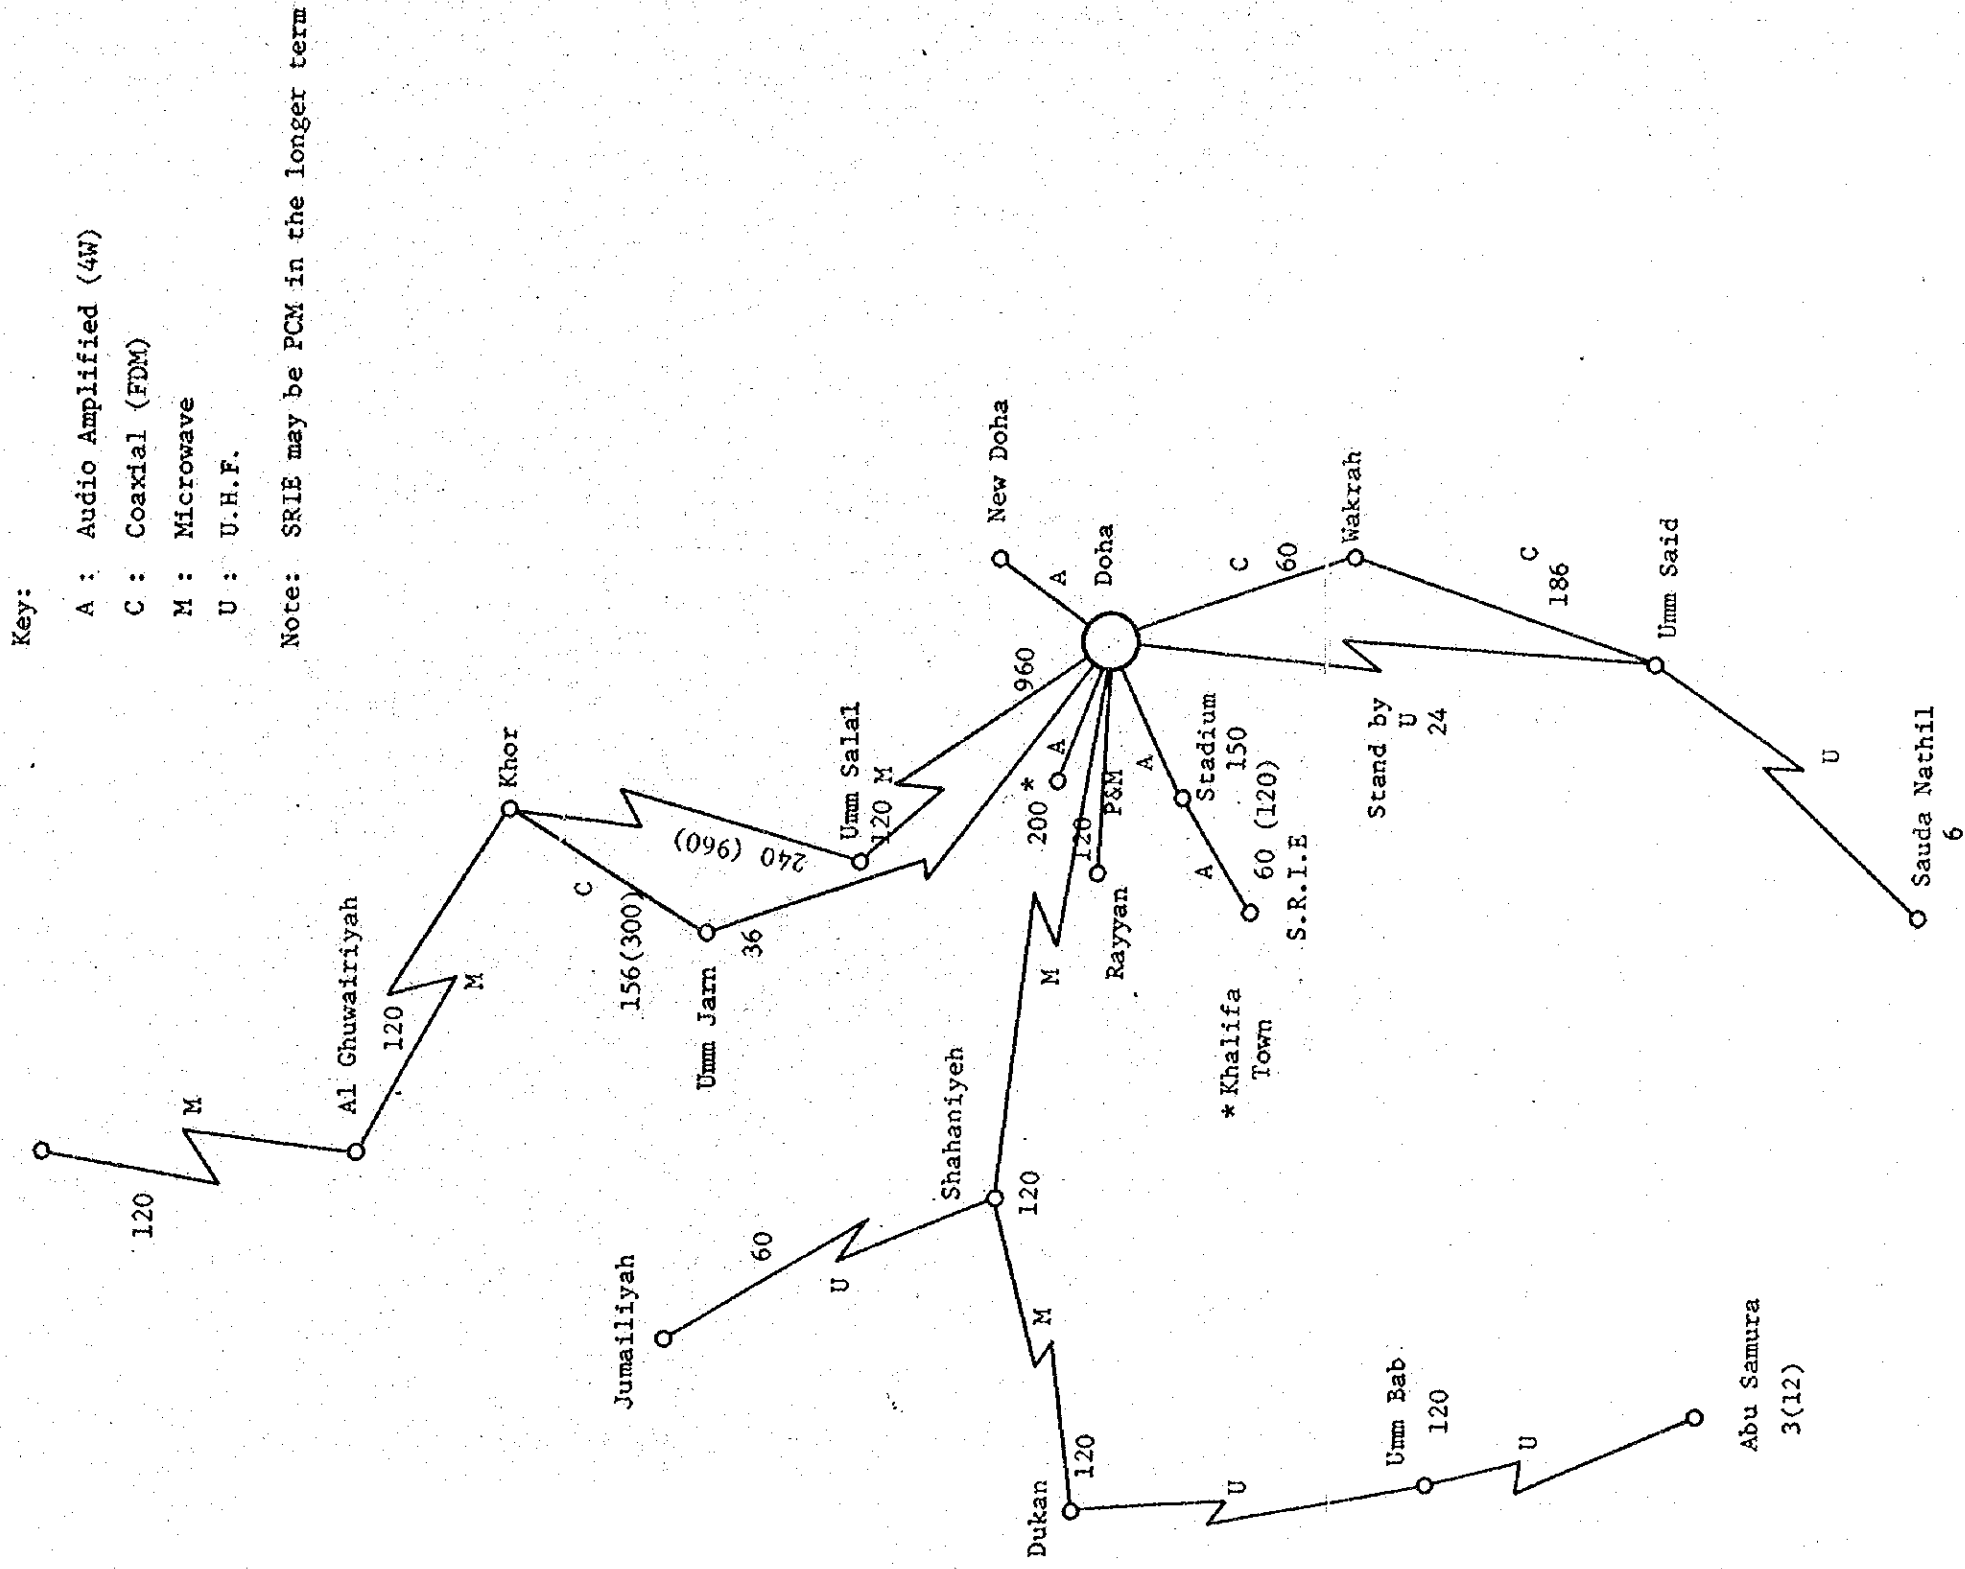 Key:
A : Audio Amplified (4W)
C : Coaxial (FDM)
M : Microwave
U : U.H.F.
Note: SRIE may be PCM in the longer term
120
M
Al Ghuwairiyah
120
M
Khor
C
156(300)
240 (960)
Umm Jarn
36
Umm Salal
120
M
960
New Doha
A
Doha
Jumailiyah
60
U
Shahaniyeh
120
M
M
120
200 *
A
P&M
Rayyan
A
Stadium
150
A
60 (120)
S.R.I.E
* Khalifa
Town
C
60
Wakrah
Stand by
U
24
C
186
Umm Said
U
Sauda Nathil
6
Dukan
120
U
Umm Bab
120
U
Abu Samura
3(12)